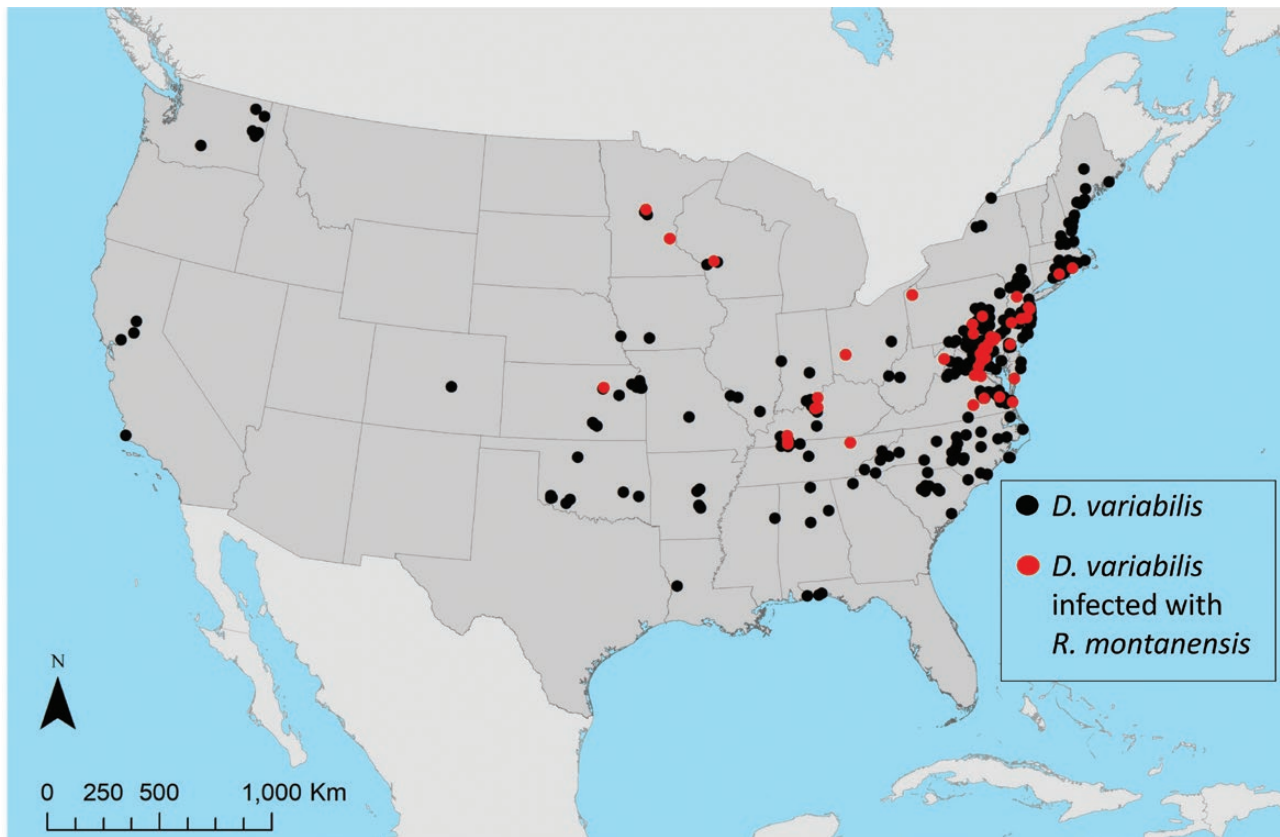 D. variabilis
D. variabilis
infected with
R. montanensis
N
0 250 500 1,000 Km